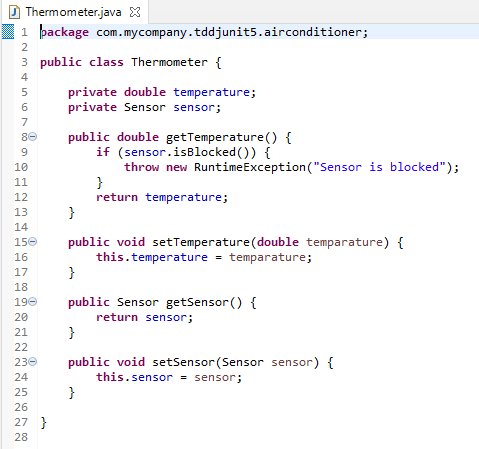 Thermometer.java
1 package com.mycompany.tddjunit5.airconditioner;
2
3 public class Thermometer {
4
5     private double temperature;
6     private Sensor sensor;
7
8     public double getTemperature() {
9         if (sensor.isBlocked()) {
10             throw new RuntimeException("Sensor is blocked");
11         }
12         return temperature;
13     }
14
15     public void setTemperature(double temparature) {
16         this.temperature = temparature;
17     }
18
19     public Sensor getSensor() {
20         return sensor;
21     }
22
23     public void setSensor(Sensor sensor) {
24         this.sensor = sensor;
25     }
26
27 }
28